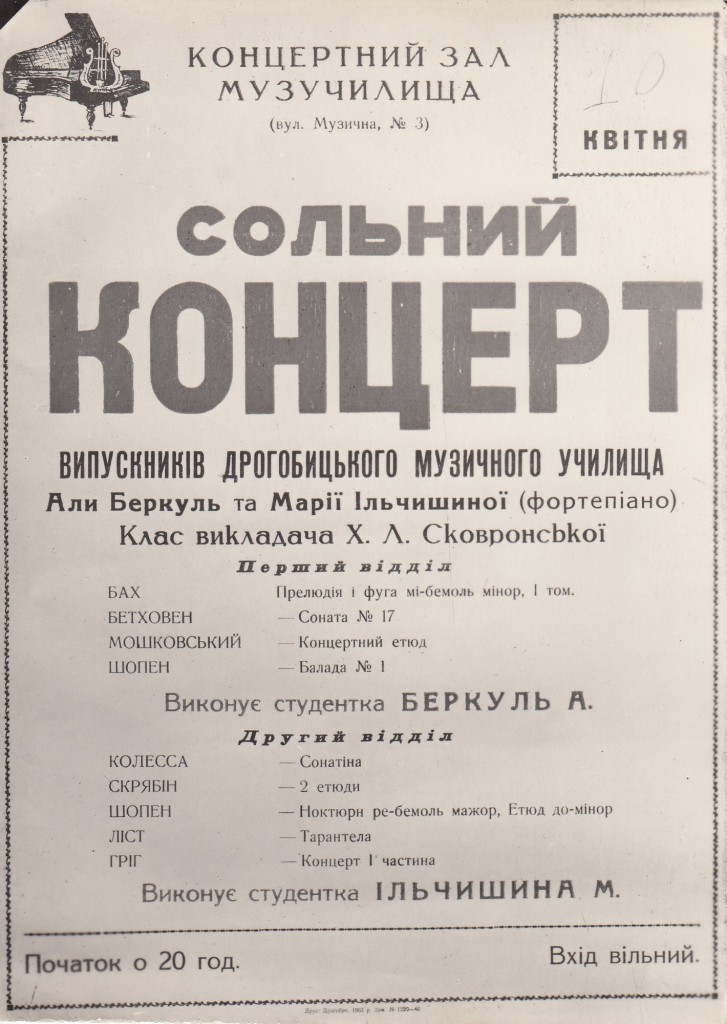 КОНЦЕРТНИЙ ЗАЛ
МУЗУЧИЛИЩА
(вул. Музична, № 3)
10
КВІТНЯ
СОЛЬНИЙ
КОНЦЕРТ
ВИПУСКНИКІВ ДРОГОБИЦЬКОГО МУЗИЧНОГО УЧИЛИЩА
Али Беркуль та Марії Ільчишиної (фортепіано)
Клас викладача Х. Л. Сковронської
Перший відділ
БАХ Прелюдія і фуга мі-бемоль мінор, І том.
БЕТХОВЕН — Соната № 17
МОШКОВСЬКИЙ — Концертний етюд
ШОПЕН — Балада № 1
Виконує студентка БЕРКУЛЬ А.
Другий відділ
КОЛЕССА — Сонатіна
СКРЯБІН — 2 етюди
ШОПЕН — Ноктюрн ре-бемоль мажор, Етюд до-мінор
ЛІСТ — Тарантела
ГРІГ — Концерт І частина
Виконує студентка ІЛЬЧИШИНА М.
Початок о 20 год.
Вхід вільний.